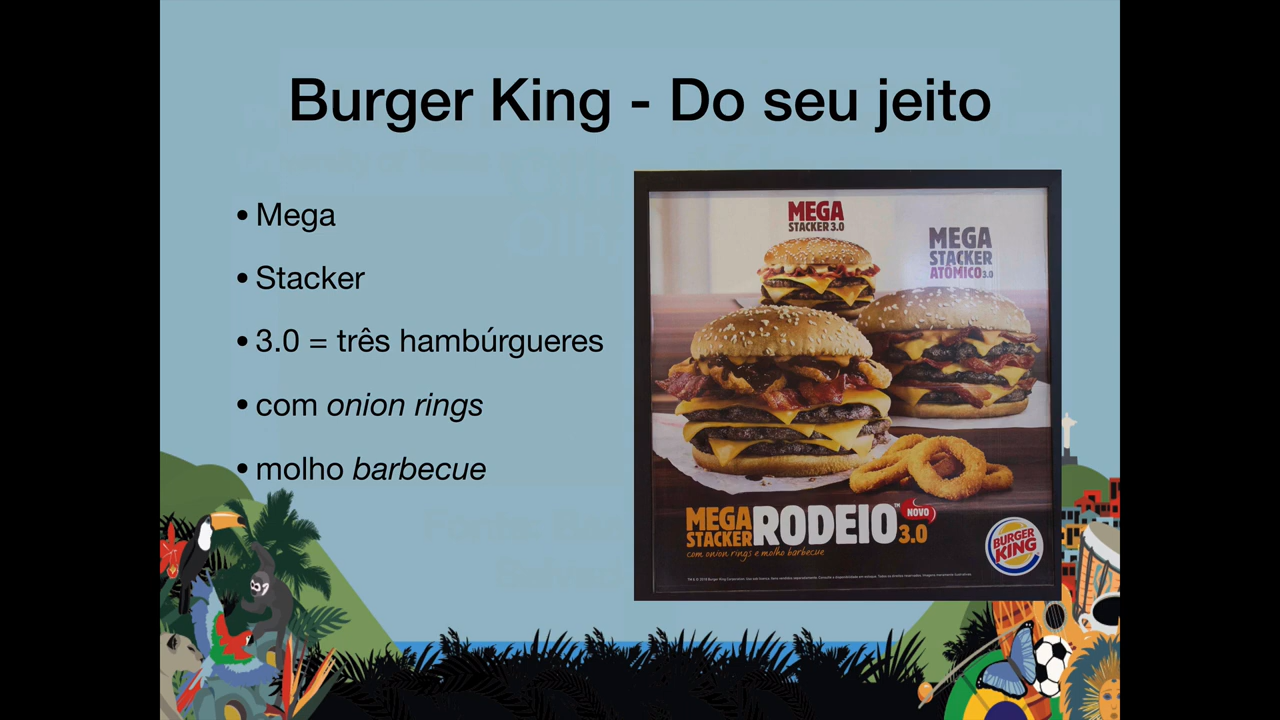 Burger King - Do seu jeito
• Mega
• Stacker
• 3.0 = três hambúrgueres
• com onion rings
• molho barbecue
MEGA
STACKER 3.0
MEGA
STACKER
ATÔMICO 3.0
MEGA
STACKER
RODEIO™
NOVO
3.0
com onion rings e molho barbecue
BURGER
KING